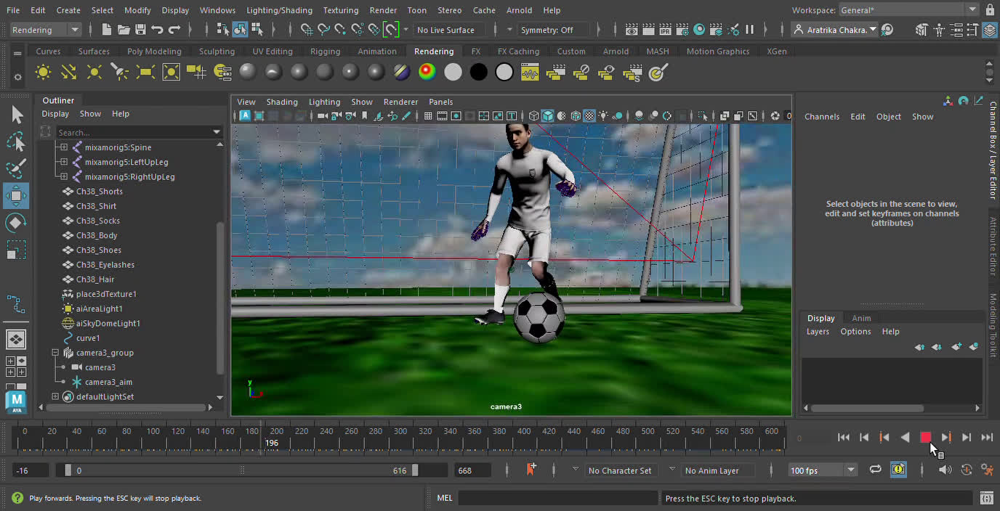 File Edit Create Select Modify Display Windows Lighting/Shading Texturing Render Toon Stereo Cache Arnold Help Workspace: General*
Rendering No Live Surface Symmetry: Off IPR Aratrika Chakra.
Curves Surfaces Poly Modeling Sculpting UV Editing Rigging Animation Rendering FX FX Caching Custom Arnold MASH Motion Graphics XGen
Outliner
Display Show Help
Search...
mixamorig5:Spine
mixamorig5:LeftUpLeg
mixamorig5:RightUpLeg
Ch38_Shorts
Ch38_Shirt
Ch38_Socks
Ch38_Body
Ch38_Shoes
Ch38_Eyelashes
Ch38_Hair
place3dTexture1
aiAreaLight1
aiSkyDomeLight1
curve1
camera3_group
camera3
camera3_aim
defaultLightSet
M
AYA
View Shading Lighting Show Renderer Panels
0
y
camera3
Channels Edit Object Show
Select objects in the scene to view,
edit and set keyframes on channels
(attributes)
Display Anim
Layers Options Help
Channel Box / Layer Editor
Attribute Editor
Modeling Toolkit
0 20 40 60 80 100 120 140 160 180 200 220 240 260 280 300 320 340 360 380 400 420 440 460 480 500 520 540 560 580 600
196
0
-16 0 616 668 No Character Set No Anim Layer 100 fps
Play forwards. Pressing the ESC key will stop playback. MEL Press the ESC key to stop playback.